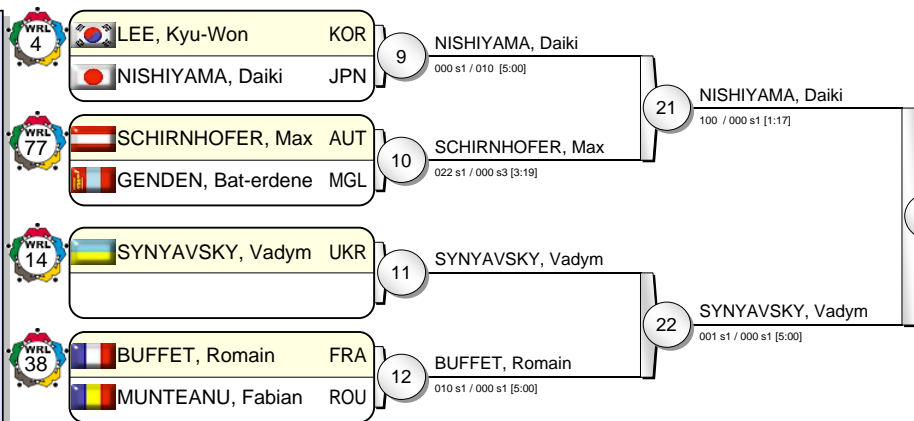 WRL
4
LEE, Kyu-Won KOR
NISHIYAMA, Daiki JPN
9
NISHIYAMA, Daiki
000 s1 / 010 [5:00]
21
NISHIYAMA, Daiki
100 / 000 s1 [1:17]
WRL
77
SCHIRNHOFER, Max AUT
GENDEN, Bat-erdene MGL
10
SCHIRNHOFER, Max
022 s1 / 000 s3 [3:19]
WRL
14
SYNYAVSKY, Vadym UKR
11
SYNYAVSKY, Vadym
22
SYNYAVSKY, Vadym
001 s1 / 000 s1 [5:00]
WRL
38
BUFFET, Romain FRA
MUNTEANU, Fabian ROU
12
BUFFET, Romain
010 s1 / 000 s1 [5:00]